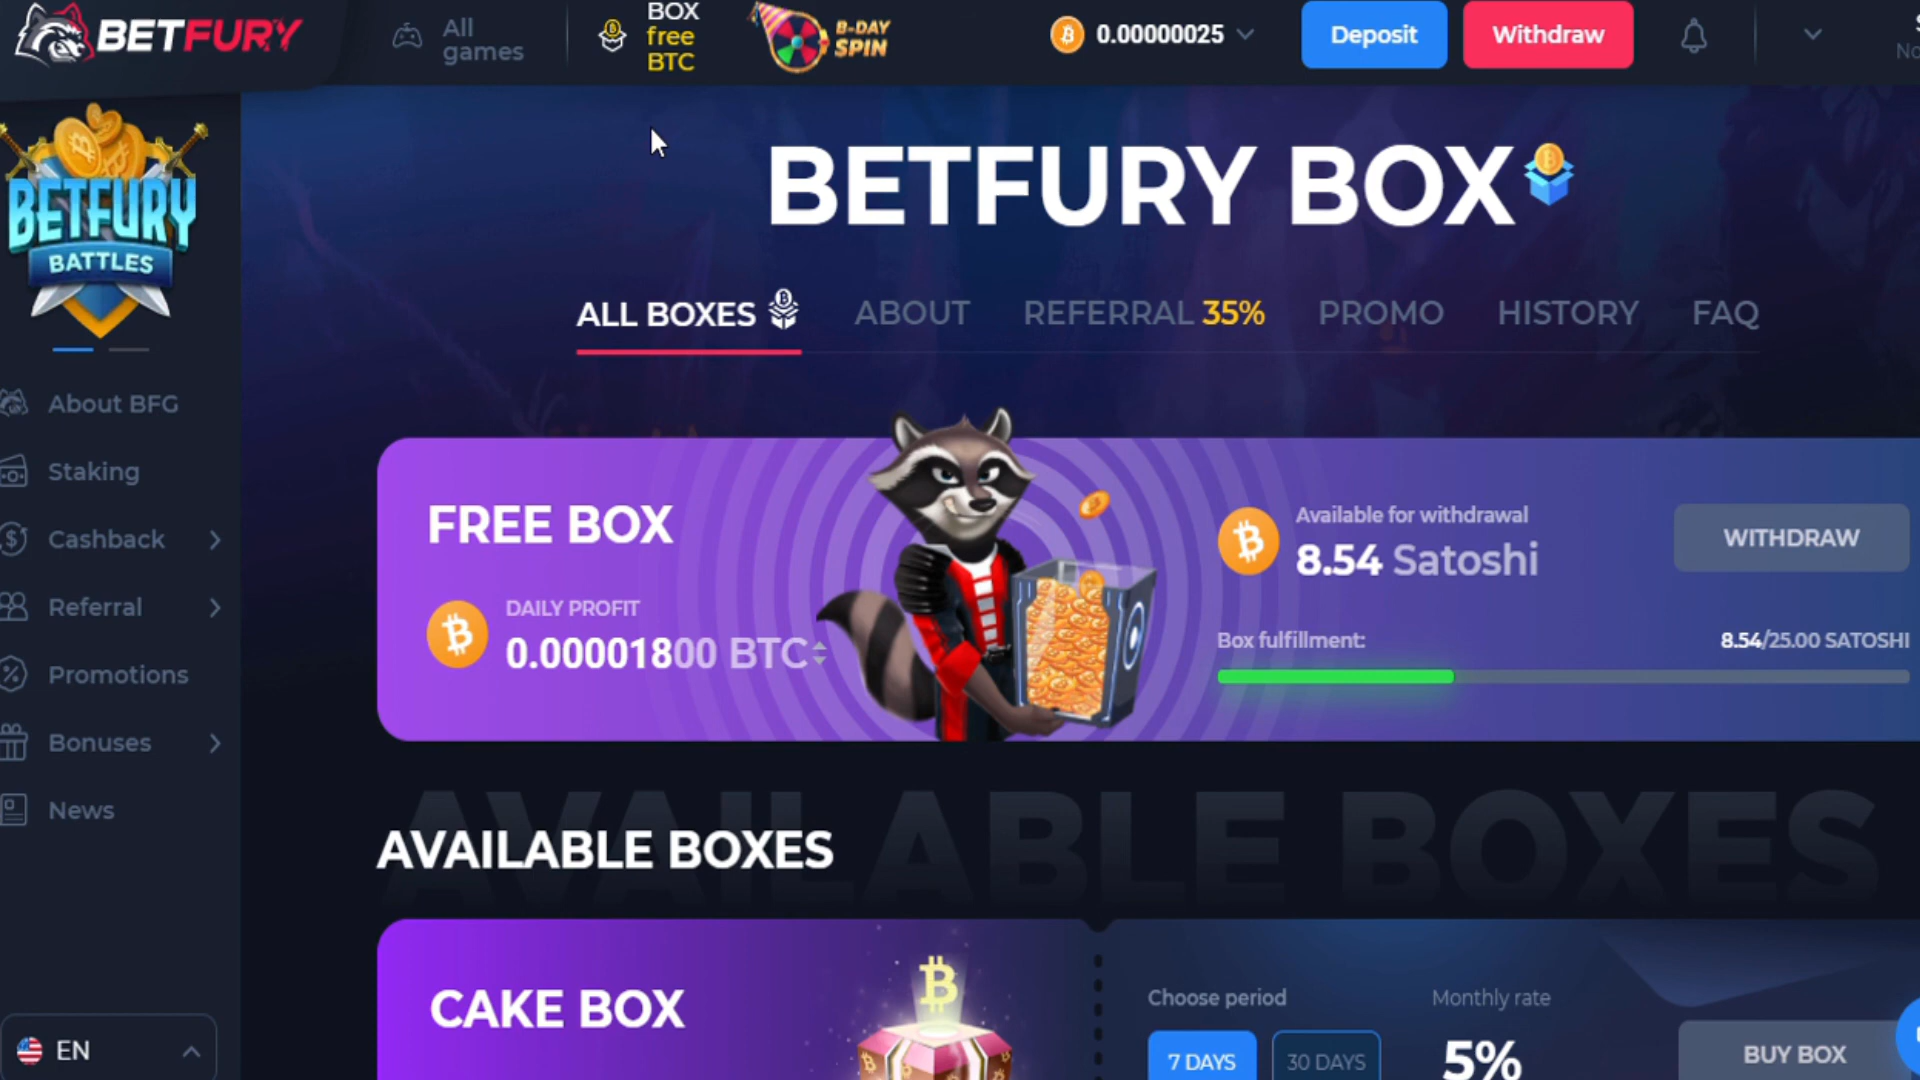 BETFURY
All games
BOX free BTC
B-DAY SPIN
0.00000025
Deposit
Withdraw
BETFURY
BATTLES
BETFURY BOX
ALL BOXES
ABOUT
REFERRAL 35%
PROMO
HISTORY
FAQ
About BFG
Staking
Cashback
Referral
Promotions
Bonuses
News
EN
FREE BOX
DAILY PROFIT
0.00001800 BTC
Available for withdrawal
8.54 Satoshi
WITHDRAW
Box fulfillment:
8.54/25.00 SATOSHI
AVAILABLE BOXES
AVAILABLE BOXES
CAKE BOX
Choose period
7 DAYS
30 DAYS
Monthly rate
5%
BUY BOX